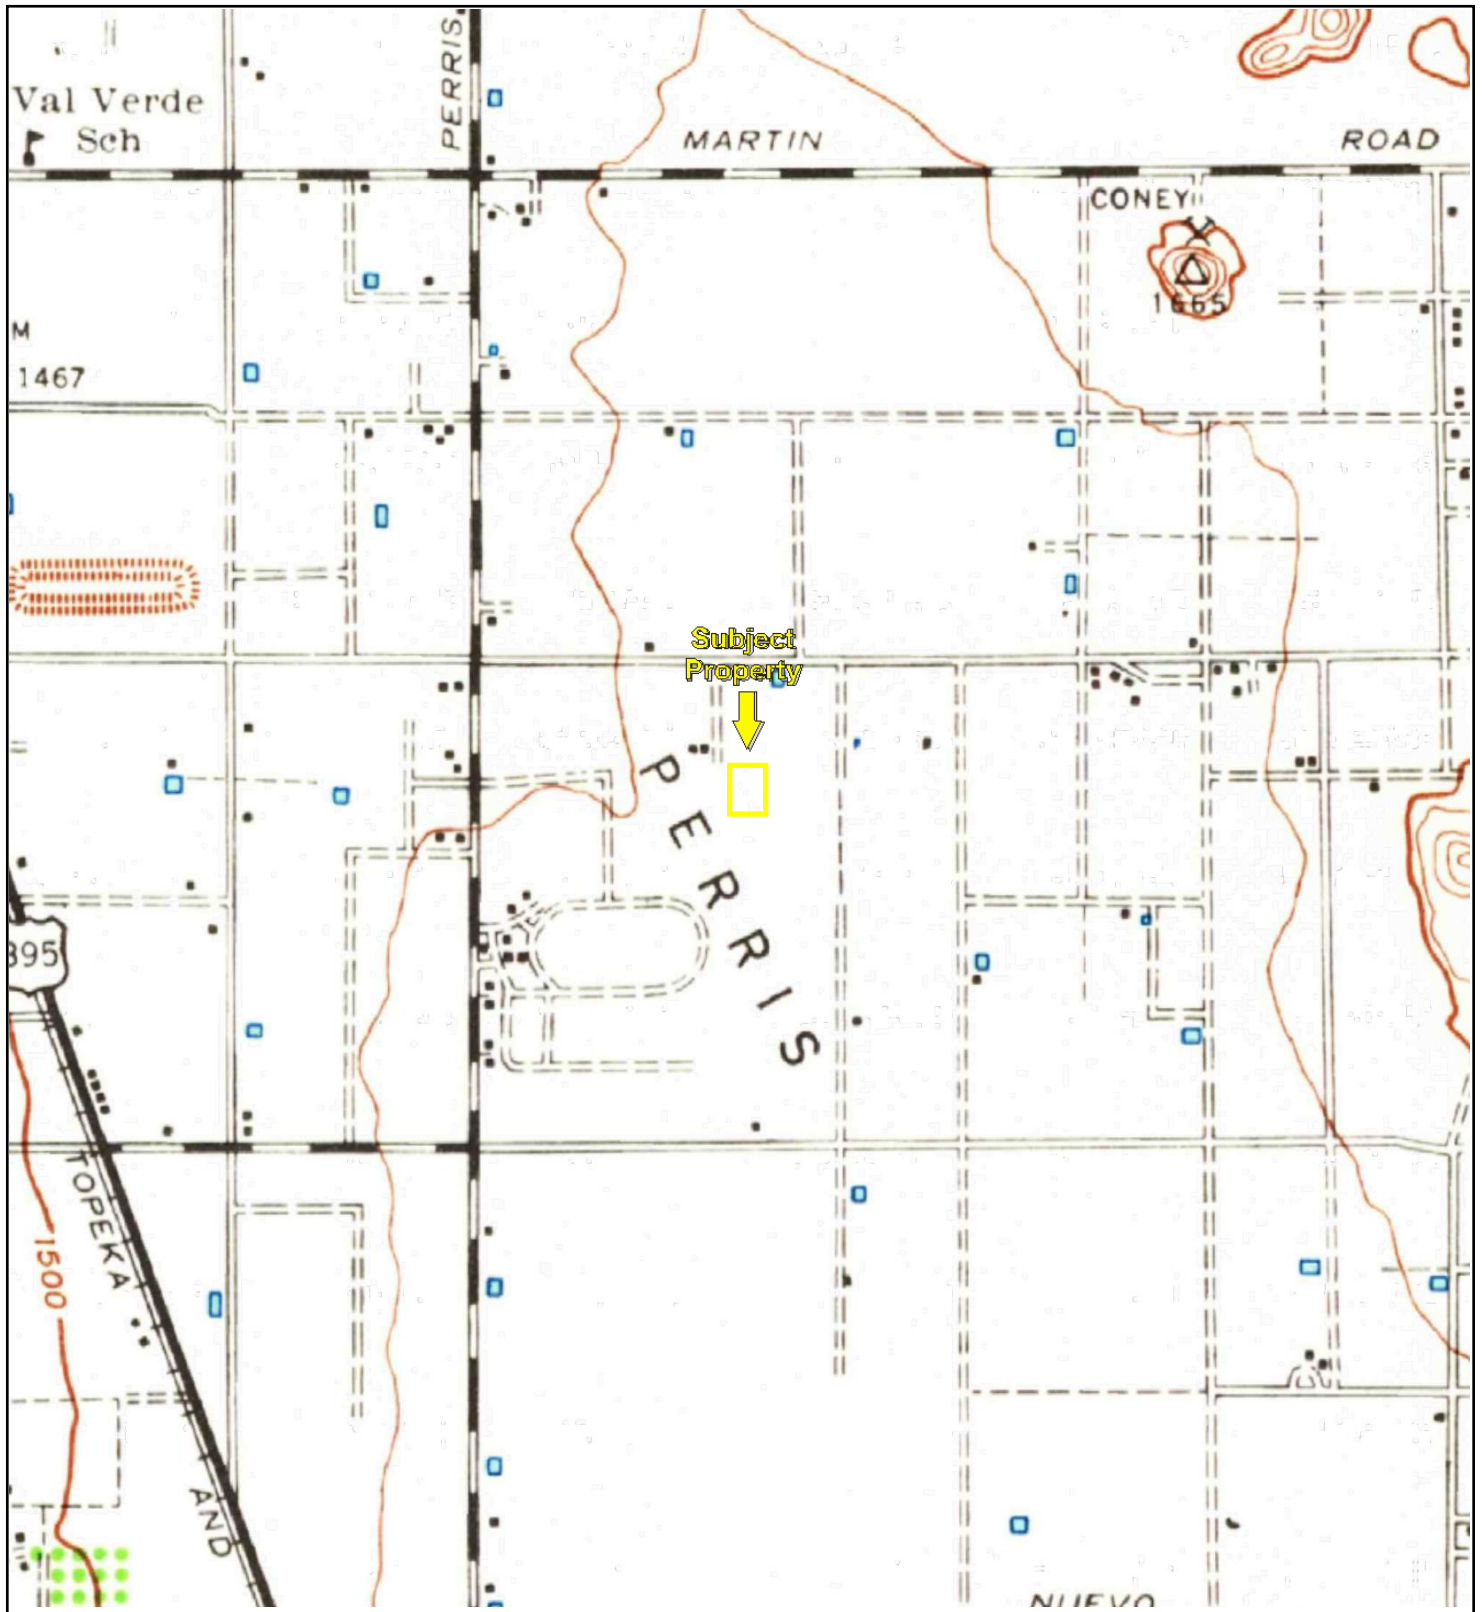 PERRIS
Val Verde
Sch
MARTIN
ROAD
CONEY
1665
M
1467
Subject
Property
PERRIS
395
TOPEKA
AND
1500
NUEVO